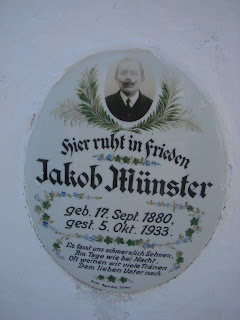 Hier ruht in Frieden
Jakob Münster
geb. 17. Sept. 1880,
gest. 5. Okt. 1933.
Es fasst uns schmerzlich Sehnen,
Am Tage wie bei Nacht.
Oft weinen wir viele Tränen
Dem lieben Vater nach